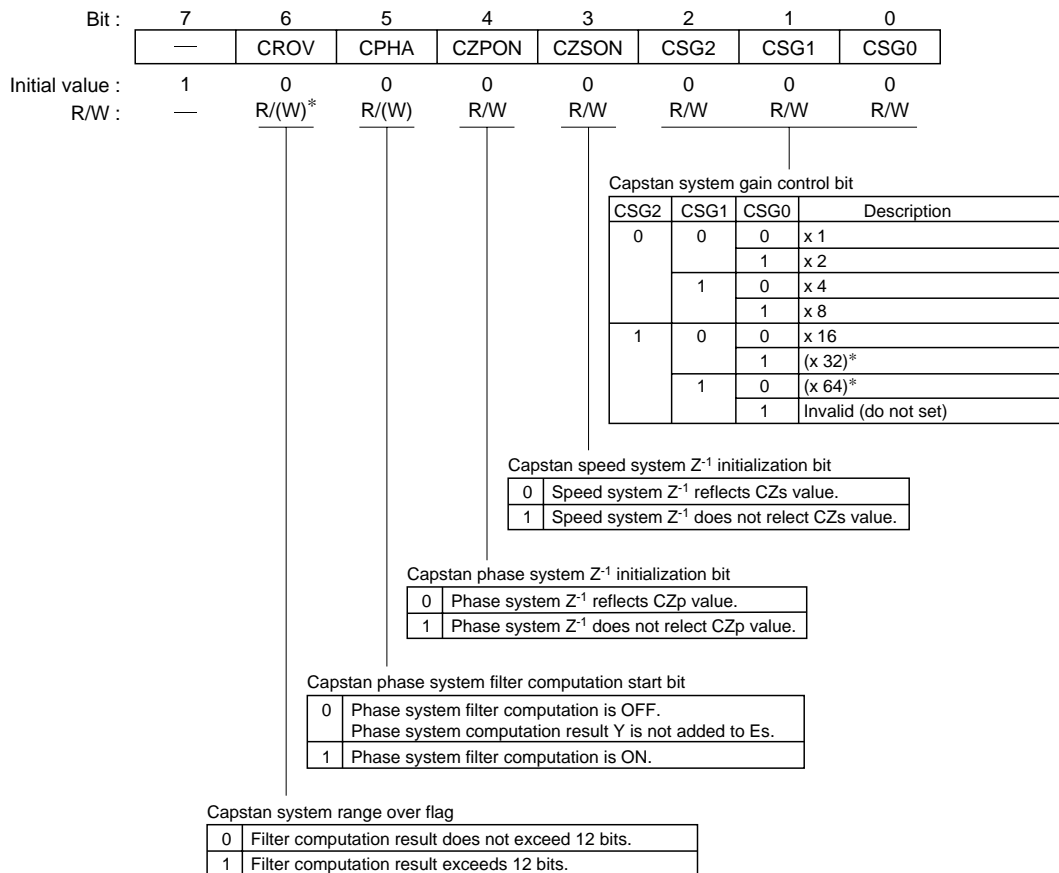 Bit : 7 6 5 4 3 2 1 0
— CROV CPHA CZPON CZSON CSG2 CSG1 CSG0
Initial value : 1 0 0 0 0 0 0 0
R/W : — R/(W)* R/(W) R/W R/W R/W R/W R/W
Capstan system gain control bit
CSG2 CSG1 CSG0 Description
0 0 0 x 1
1 x 2
1 0 x 4
1 x 8
1 0 0 x 16
1 (x 32)*
1 0 (x 64)*
1 Invalid (do not set)
Capstan speed system Z-1 initialization bit
0 Speed system Z-1 reflects CZs value.
1 Speed system Z-1 does not relect CZs value.
Capstan phase system Z-1 initialization bit
0 Phase system Z-1 reflects CZp value.
1 Phase system Z-1 does not relect CZp value.
Capstan phase system filter computation start bit
0 Phase system filter computation is OFF.
Phase system computation result Y is not added to Es.
1 Phase system filter computation is ON.
Capstan system range over flag
0 Filter computation result does not exceed 12 bits.
1 Filter computation result exceeds 12 bits.